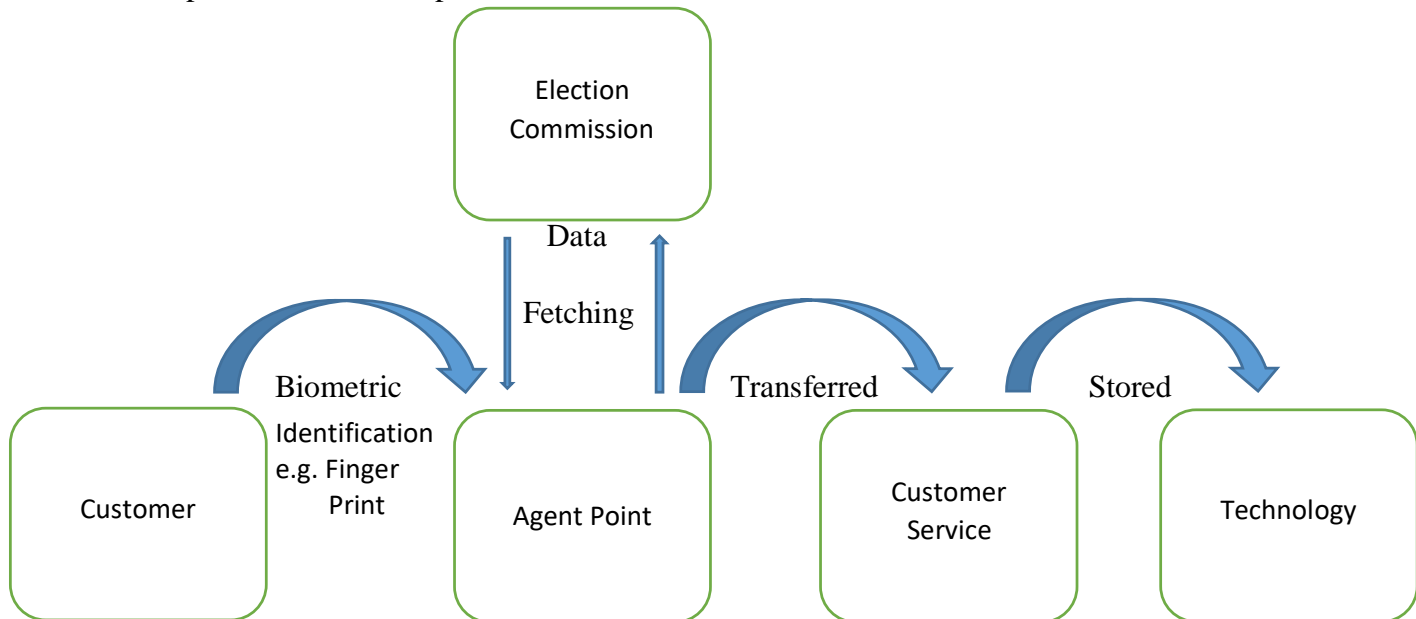 Election
Commission
Data
Fetching
Biometric
Identification
e.g. Finger
Print
Transferred
Stored
Customer
Agent Point
Customer
Service
Technology